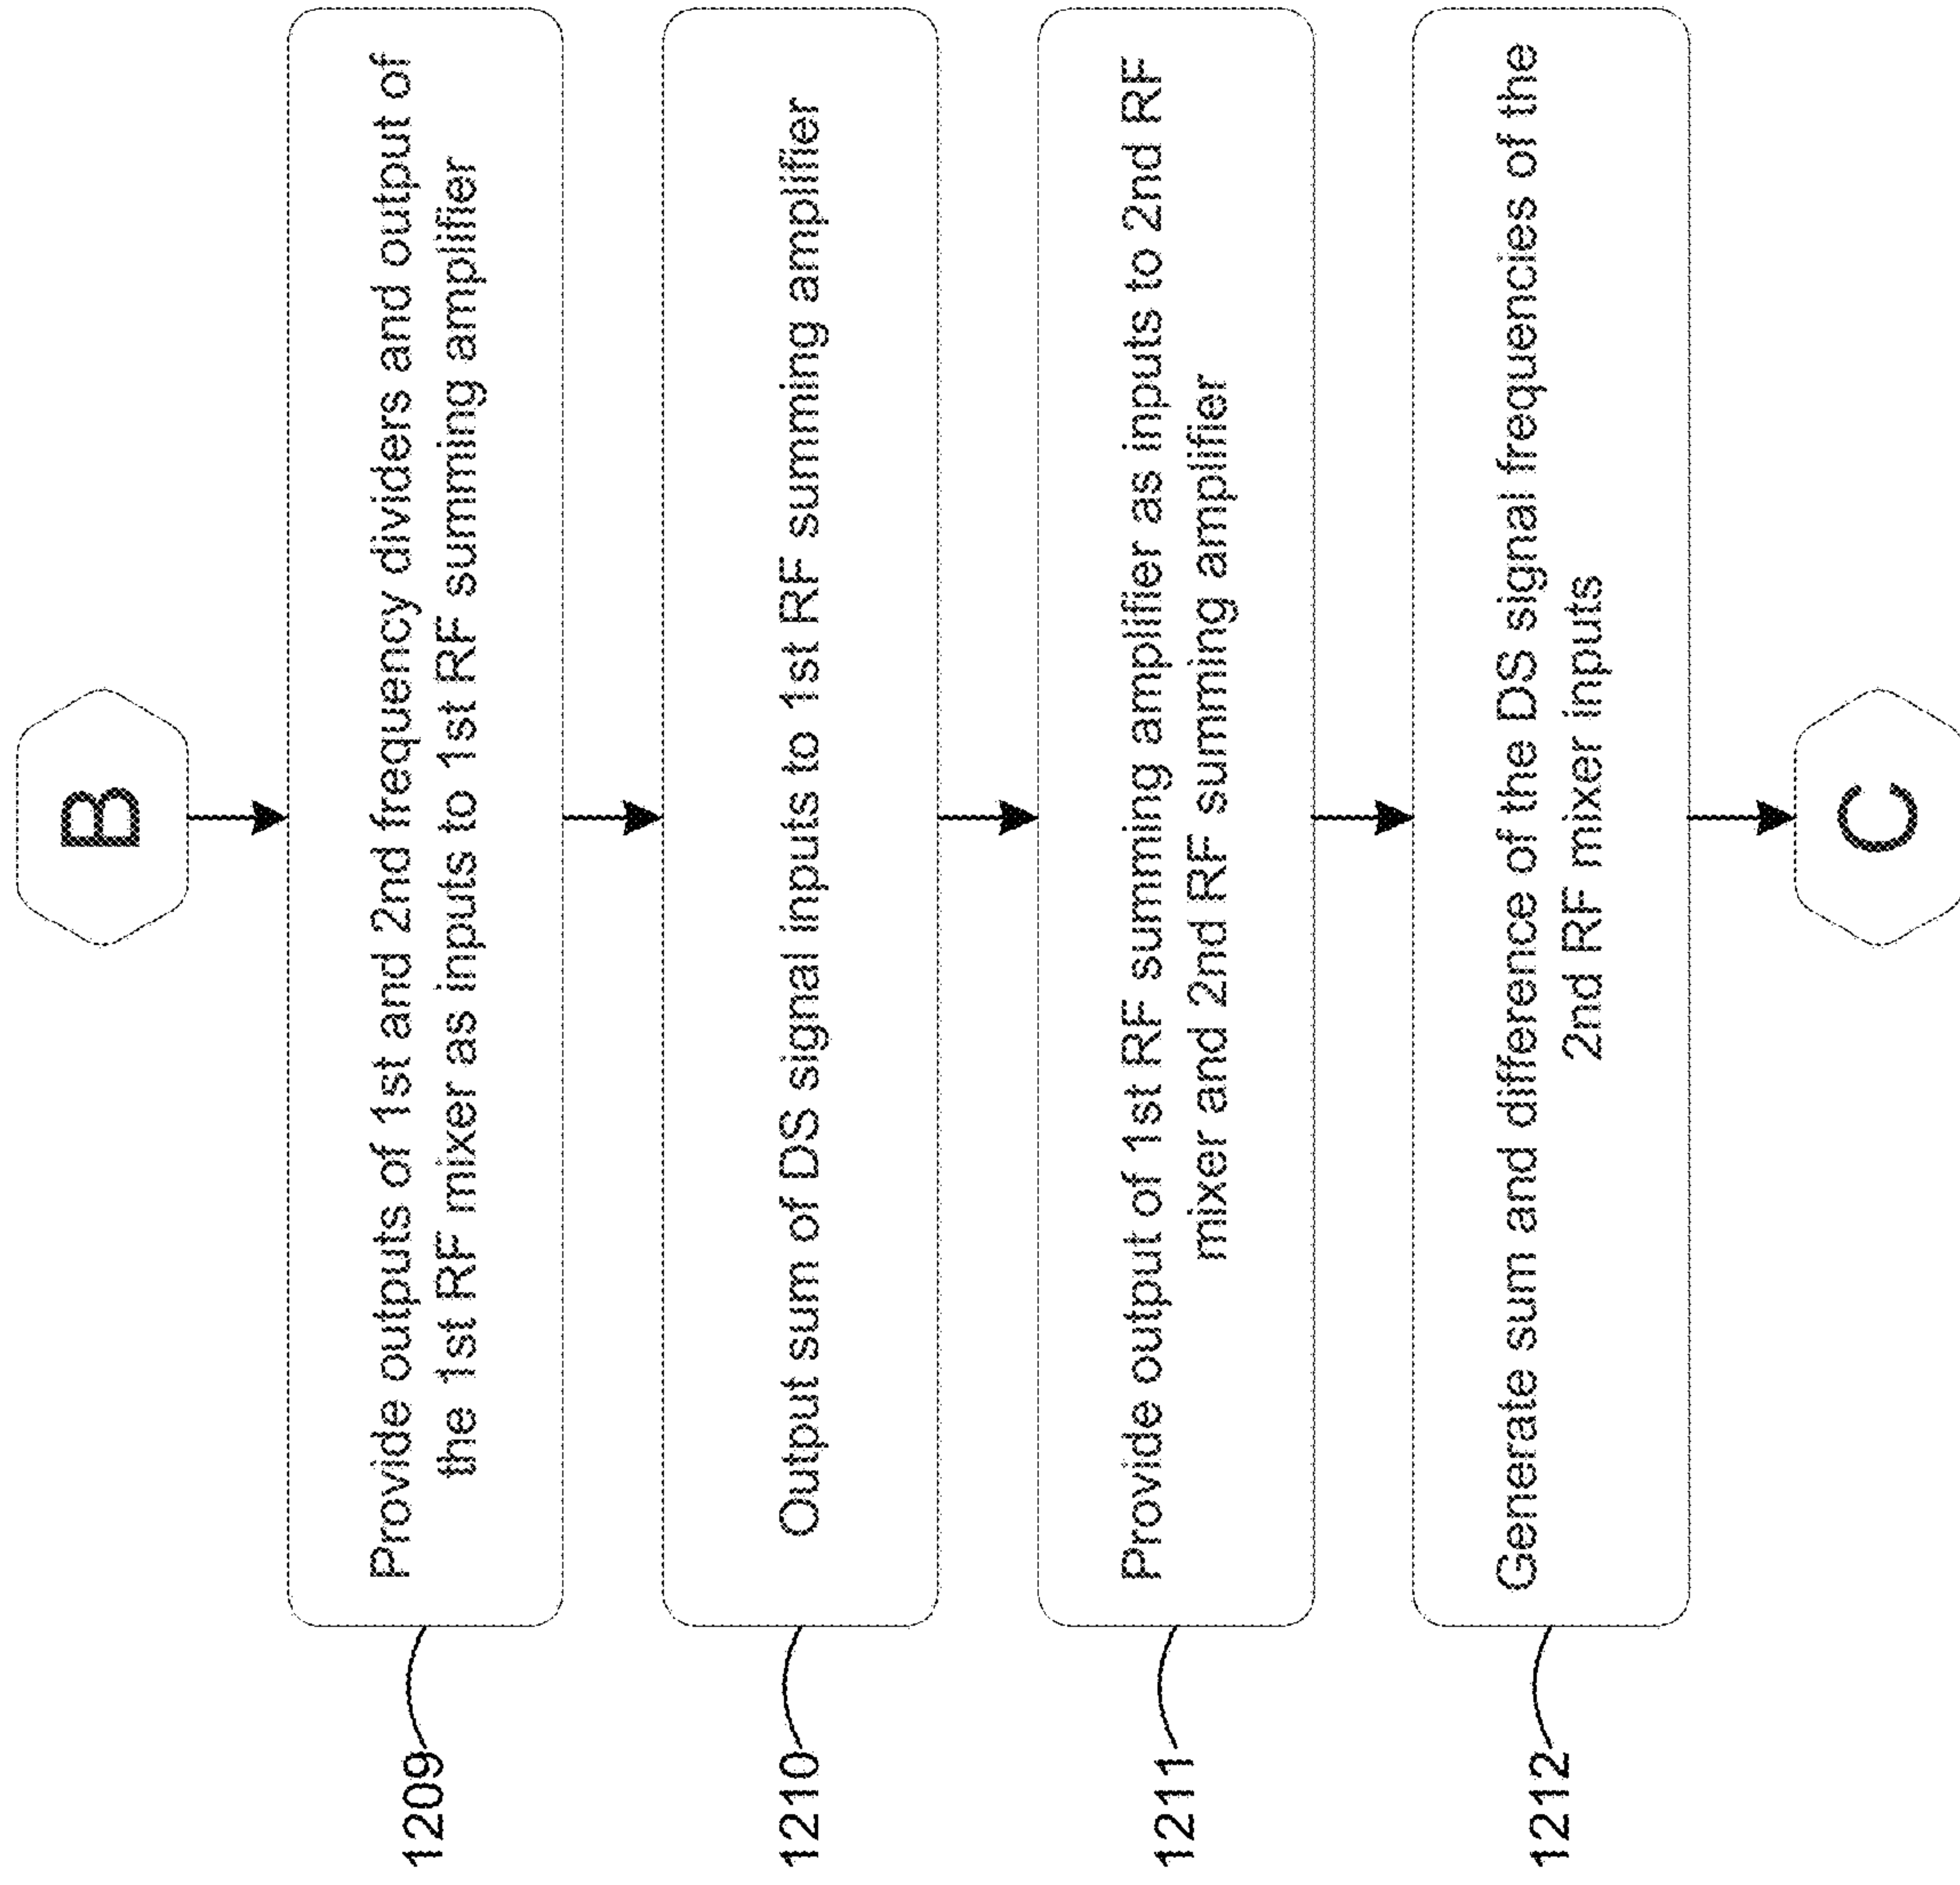 B
1209
Provide outputs of 1st and 2nd frequency dividers and output of
the 1st RF mixer as inputs to 1st RF summing amplifier
1210
Output sum of DS signal inputs to 1st RF summing amplifier
1211
Provide output of 1st RF summing amplifier as inputs to 2nd RF
mixer and 2nd RF summing amplifier
1212
Generate sum and difference of the DS signal frequencies of the
2nd RF mixer inputs
C